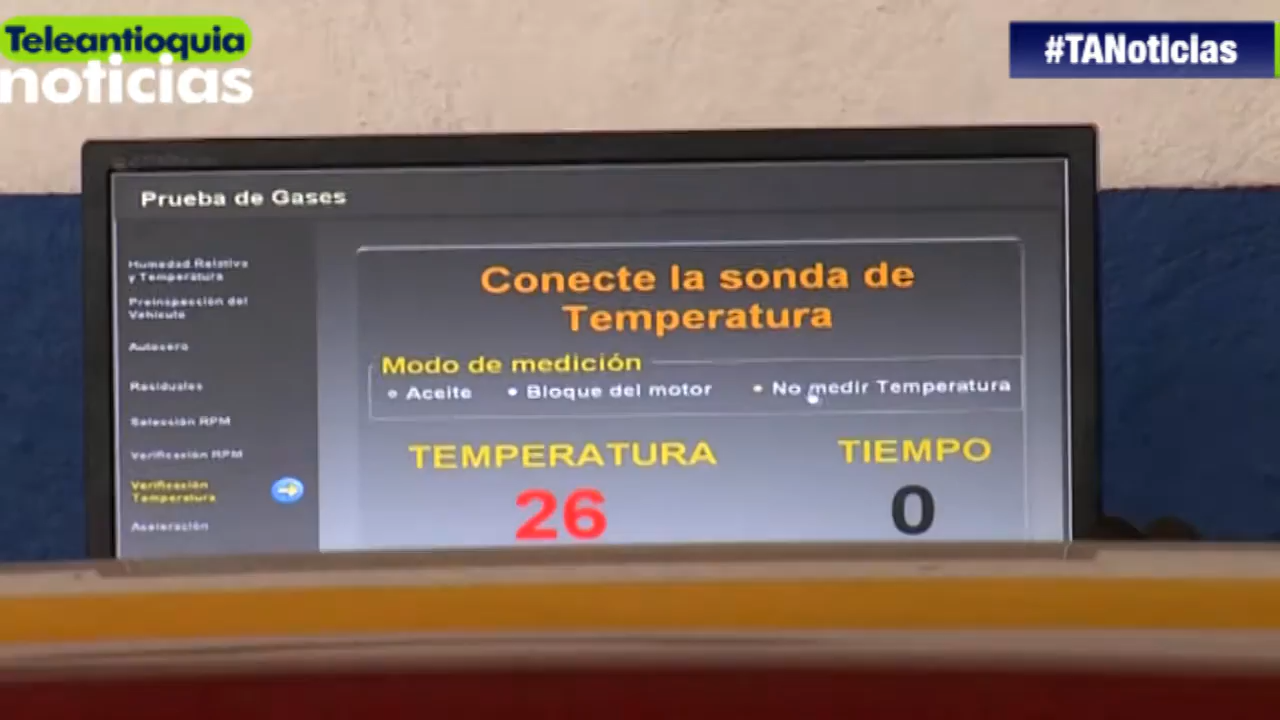 Teleantioquia
noticias
#TANoticias
Prueba de Gases
Humedad Relativa
y Temperatura
Preinspección del
Vehiculo
Autocero
Residuales
Selección RPM
Verificación RPM
Verificación
Temperatura
Aceleración
Conecte la sonda de
Temperatura
Modo de medición
Aceite
Bloque del motor
No medir Temperatura
TEMPERATURA
TIEMPO
26
0